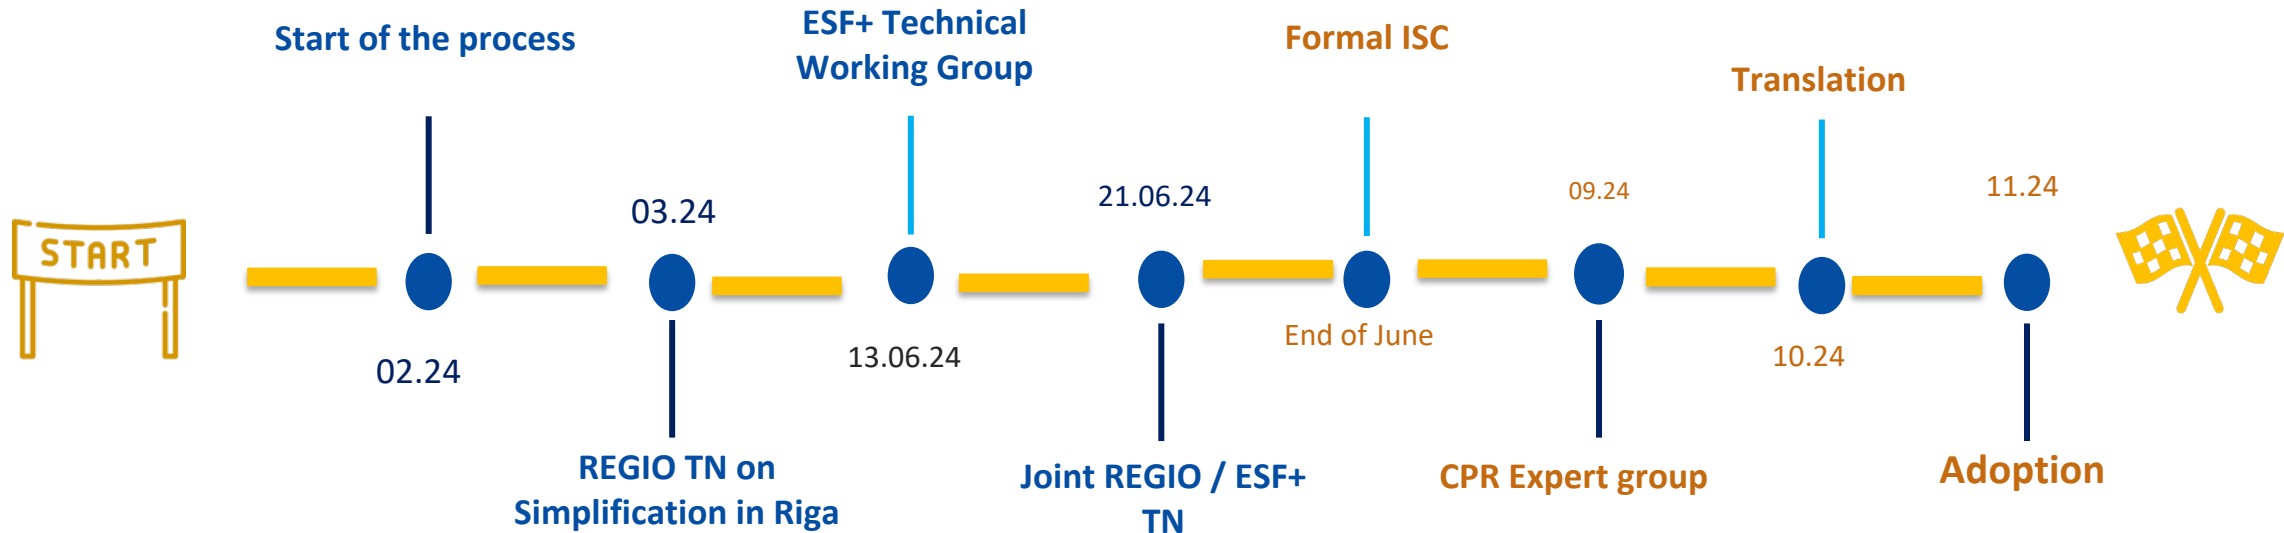 START
Start of the process
02.24
03.24
REGIO TN on
Simplification in Riga
ESF+ Technical
Working Group
13.06.24
21.06.24
Joint REGIO / ESF+
TN
Formal ISC
End of June
09.24
CPR Expert group
Translation
10.24
11.24
Adoption